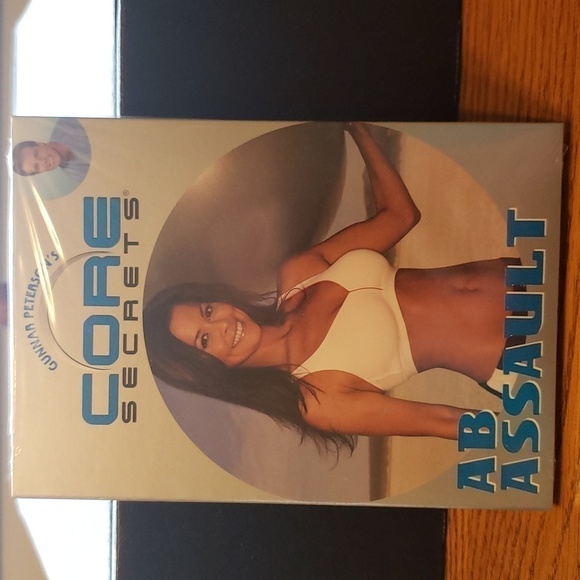 GUNNAR PETERSON'S
CORE
SECRETS®
AB
ASSAULT